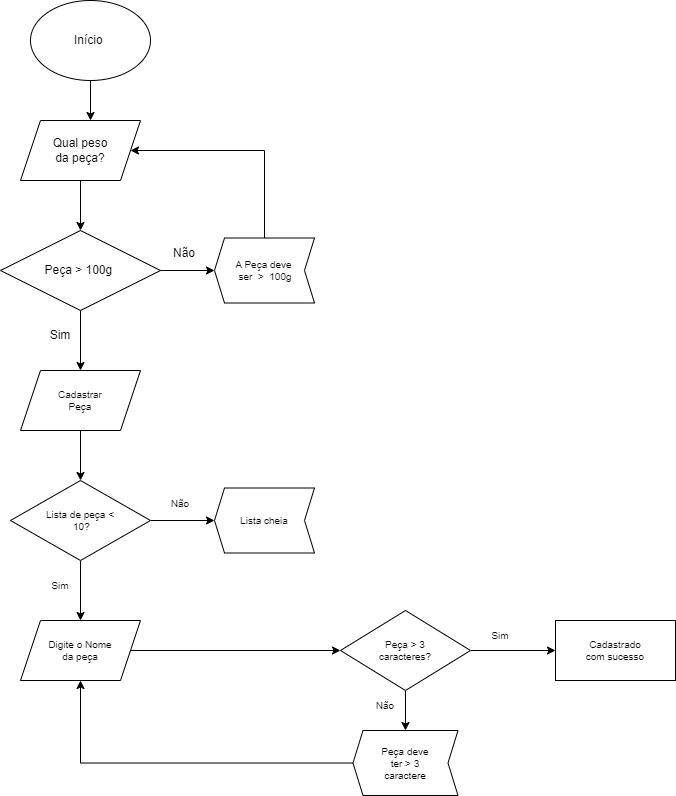 Início
Qual peso
da peça?
Peça > 100g
Não
A Peça deve
ser > 100g
Sim
Cadastrar
Peça
Lista de peça <
10?
Não
Lista cheia
Sim
Digite o Nome
da peça
Peça > 3
caracteres?
Sim
Cadastrado
com sucesso
Não
Peça deve
ter > 3
caractere